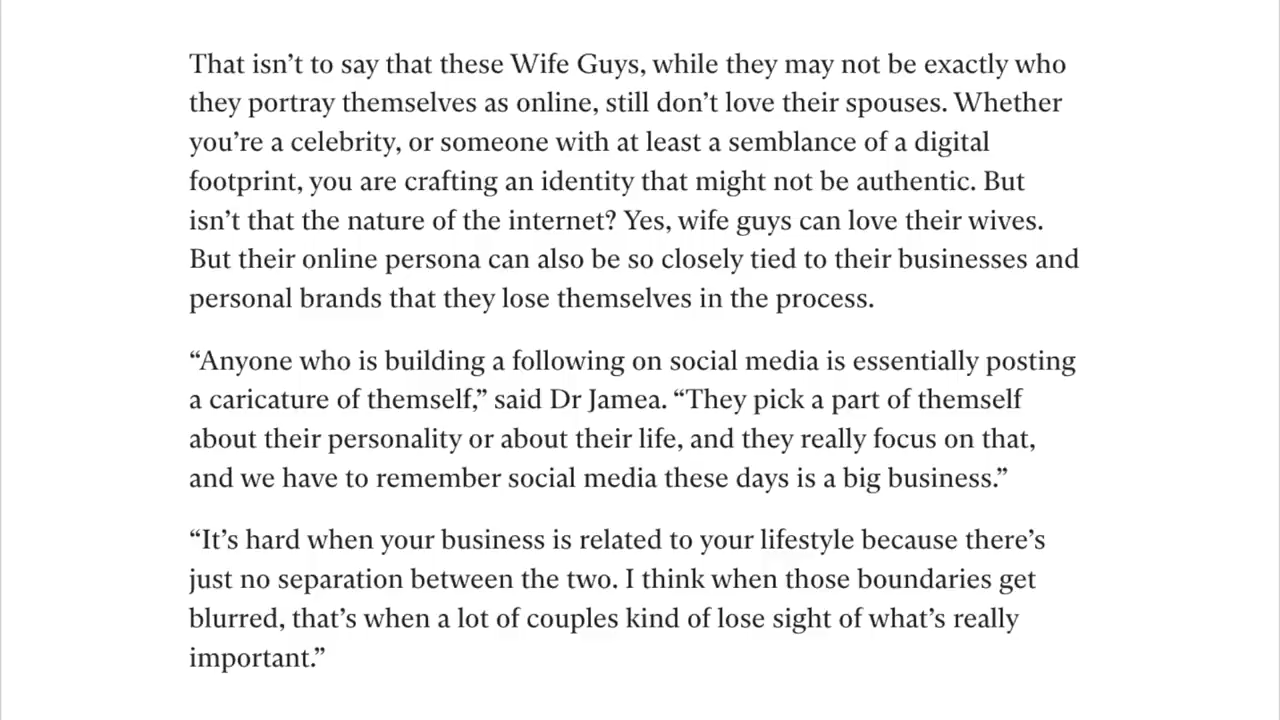 That isn’t to say that these Wife Guys, while they may not be exactly who
they portray themselves as online, still don’t love their spouses. Whether
you’re a celebrity, or someone with at least a semblance of a digital
footprint, you are crafting an identity that might not be authentic. But
isn’t that the nature of the internet? Yes, wife guys can love their wives.
But their online persona can also be so closely tied to their businesses and
personal brands that they lose themselves in the process.
“Anyone who is building a following on social media is essentially posting
a caricature of themself,” said Dr Jamea. “They pick a part of themself
about their personality or about their life, and they really focus on that,
and we have to remember social media these days is a big business.”
“It’s hard when your business is related to your lifestyle because there’s
just no separation between the two. I think when those boundaries get
blurred, that’s when a lot of couples kind of lose sight of what’s really
important.”